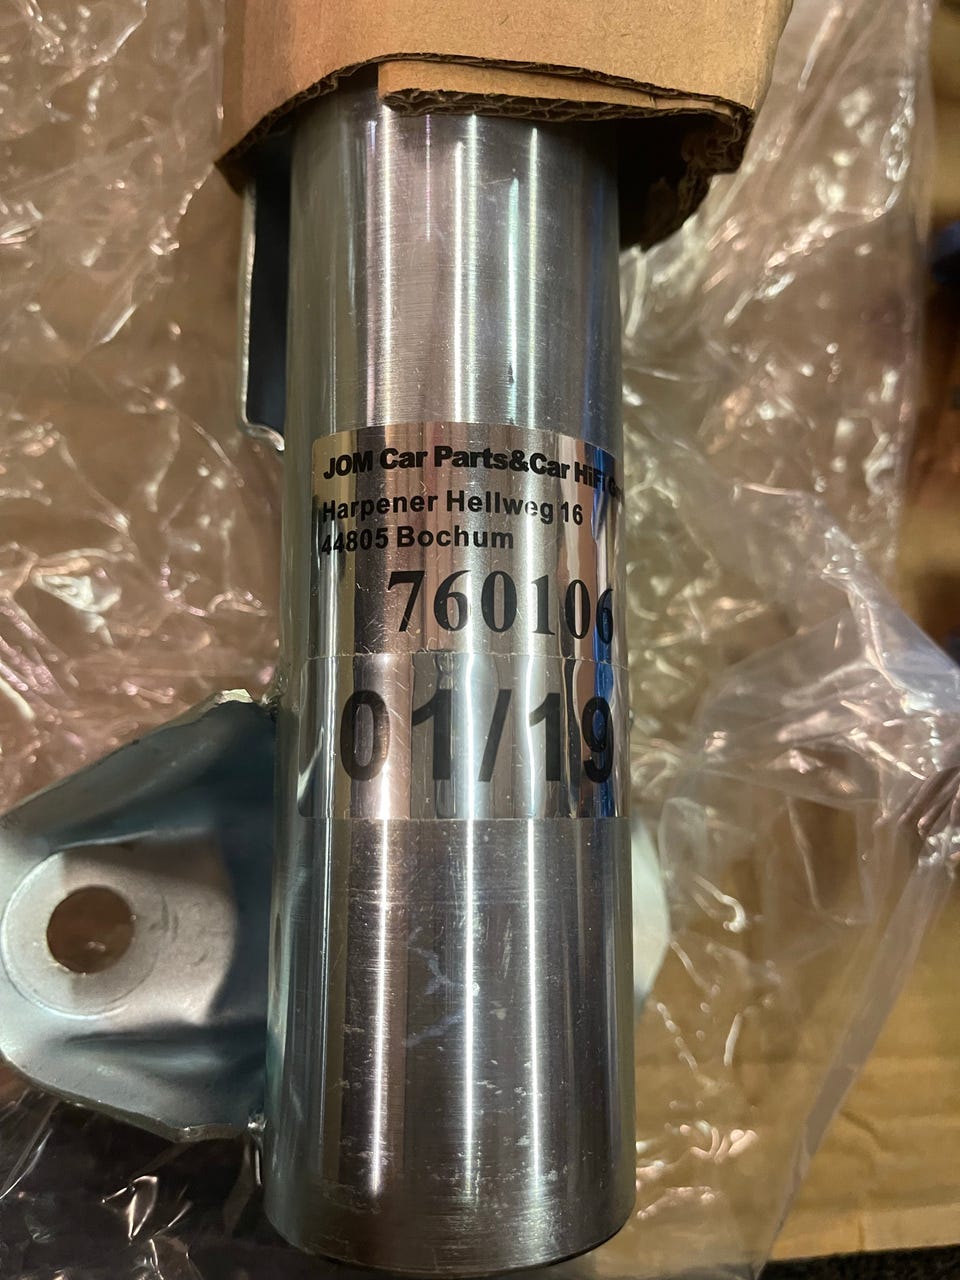 JOM Car Parts&Car HiFi
Harpener Hellweg 16
44805 Bochum
760106
01/19